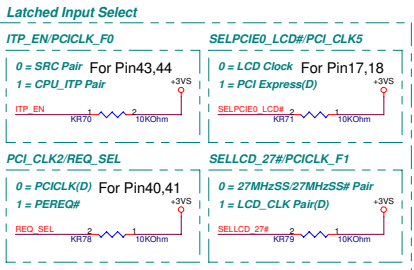 Latched Input Select
ITP_EN/PCICLK_F0
0 = SRC Pair For Pin43,44
1 = CPU_ITP Pair
+3VS
ITP_EN
1 2
KR70 10KOhm
SELPCIE0_LCD#/PCI_CLK5
0 = LCD Clock For Pin17,18
1 = PCI Express(D)
+3VS
SELPCIE0_LCD#
2 1
KR71 10KOhm
PCI_CLK2/REQ_SEL
0 = PCICLK(D) For Pin40,41
1 = PEREQ#
+3VS
REQ_SEL
2 1
KR78 10KOhm
SELLCD_27#/PCICLK_F1
0 = 27MHzSS/27MHzSS# Pair
1 = LCD_CLK Pair(D)
+3VS
SELLCD_27#
2 1
KR79 10KOhm